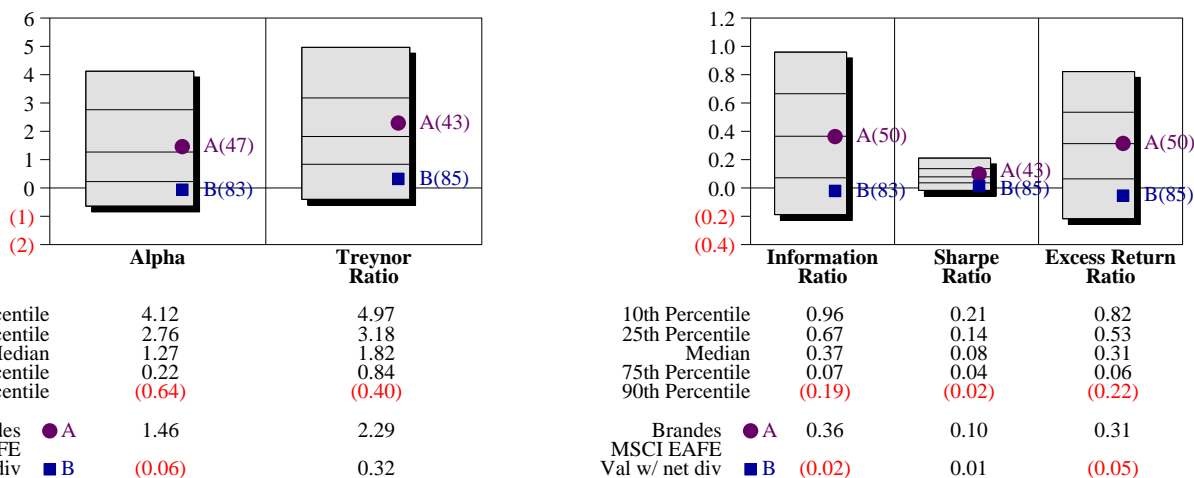 6
5
4
3
2
1
0
(1)
(2)
A(47)
B(83)
A(43)
B(85)
Alpha
Treynor
Ratio
centile 4.12 4.97
centile 2.76 3.18
Median 1.27 1.82
centile 0.22 0.84
centile (0.64) (0.40)
des A 1.46 2.29
FE
div B (0.06) 0.32
1.2
1.0
0.8
0.6
0.4
0.2
0.0
(0.2)
(0.4)
A(50)
B(83)
A(43)
B(85)
A(50)
B(85)
Information
Ratio
Sharpe
Ratio
Excess Return
Ratio
10th Percentile 0.96 0.21 0.82
25th Percentile 0.67 0.14 0.53
Median 0.37 0.08 0.31
75th Percentile 0.07 0.04 0.06
90th Percentile (0.19) (0.02) (0.22)
Brandes A 0.36 0.10 0.31
MSCI EAFE
Val w/ net div B (0.02) 0.01 (0.05)